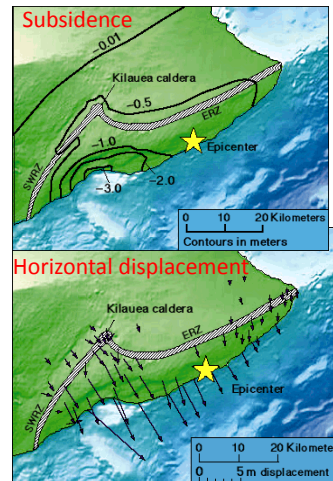 Subsidence
-0.01
Kilauea caldera
-0.5
ERZ
-1.0
Epicenter
SWRZ
-2.0
-3.0
0 10 20 Kilometers
Contours in meters
Horizontal displacement
Kilauea caldera
ERZ
Epicenter
SWRZ
0 10 20 Kilomete
0 5 m displacement